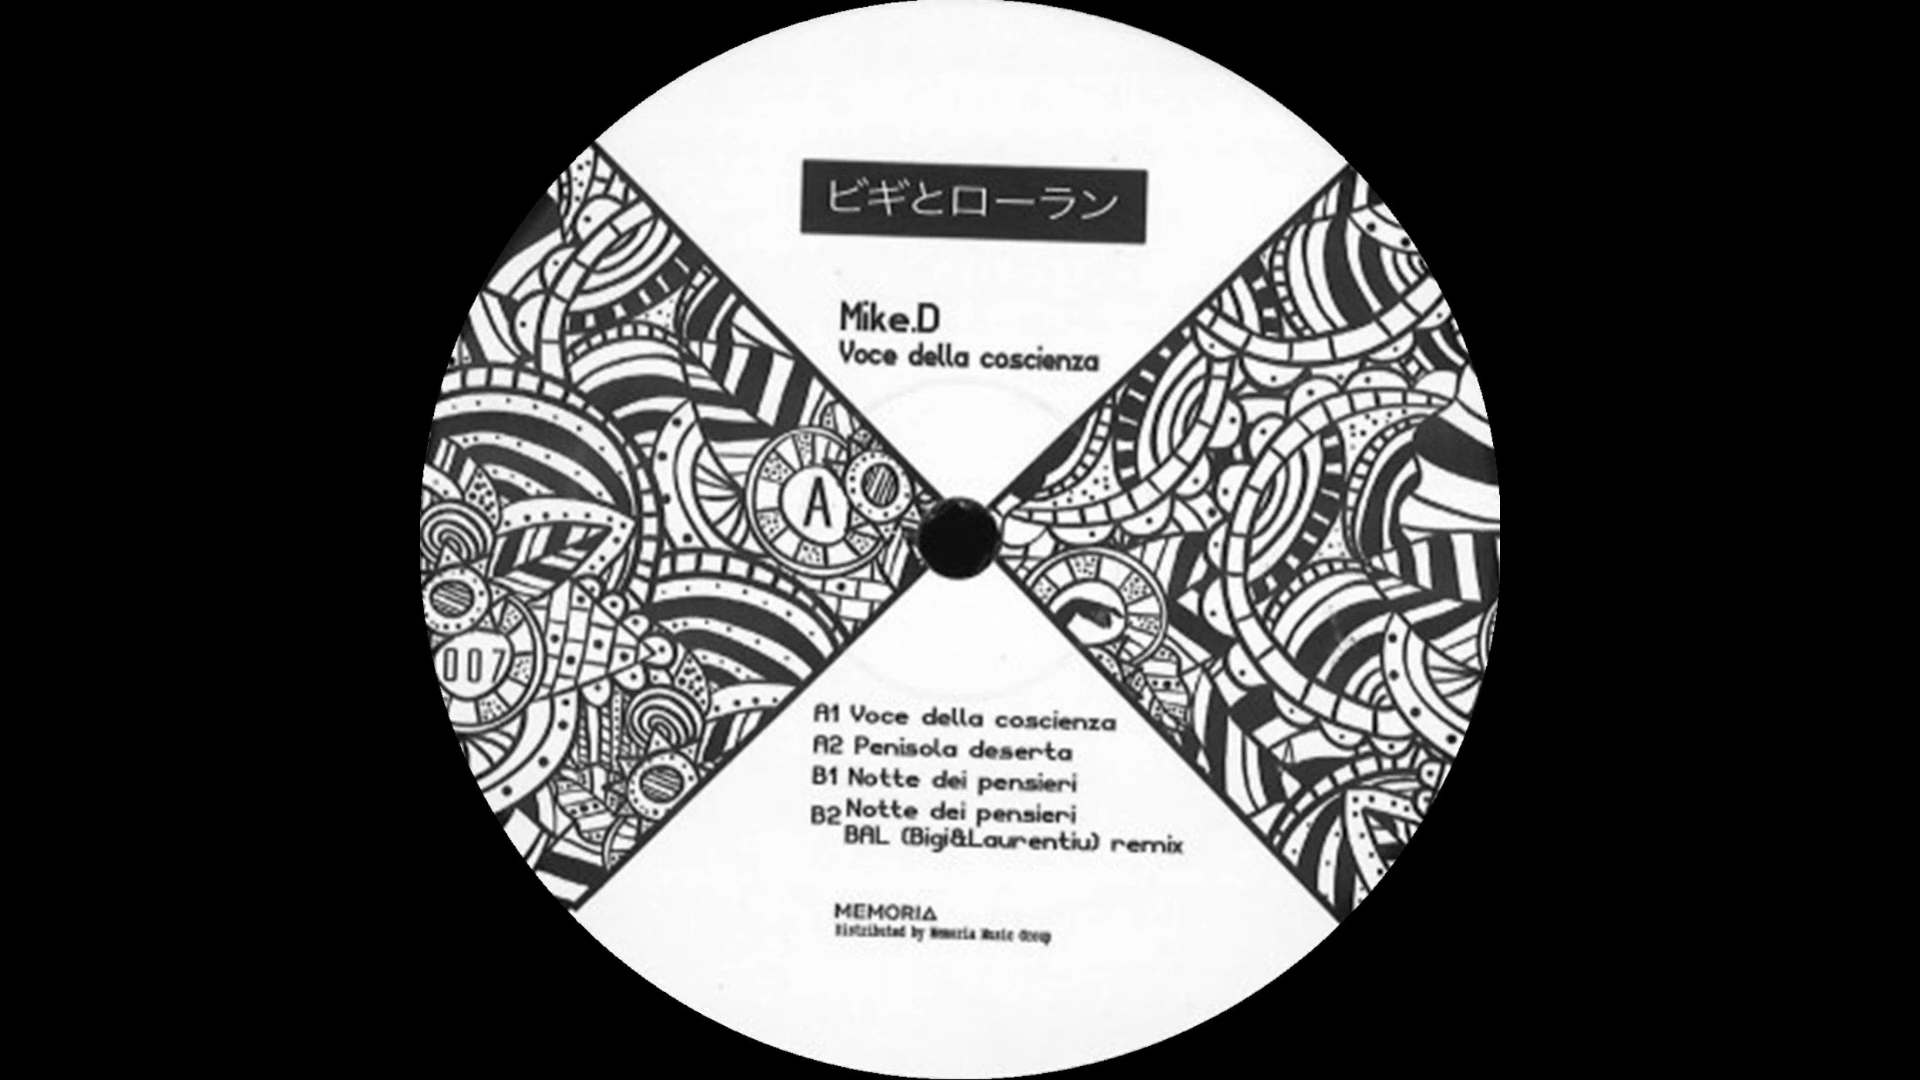 ビギとローラン
Mike.D
Voce della coscienza
A
007
A1 Voce della coscienza
A2 Penisola deserta
B1 Notte dei pensieri
B2 Notte dei pensieri
BAL (Bigi&Laurentiu) remix
MEMORIA
Distributed by Memoria Music Group